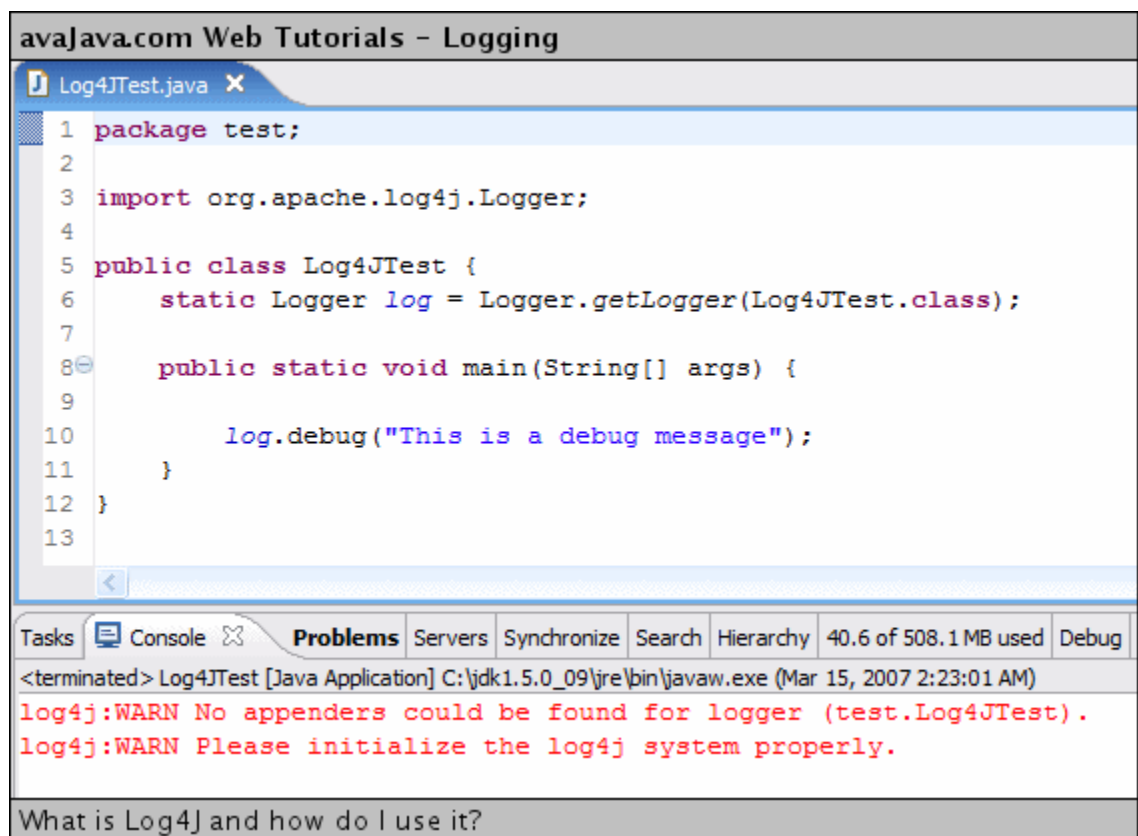 avaJava.com Web Tutorials - Logging
Log4JTest.java
1 package test;
2
3 import org.apache.log4j.Logger;
4
5 public class Log4JTest {
6     static Logger log = Logger.getLogger(Log4JTest.class);
7
8     public static void main(String[] args) {
9
10         log.debug("This is a debug message");
11     }
12 }
13
Tasks Console Problems Servers Synchronize Search Hierarchy 40.6 of 508.1 MB used Debug
<terminated> Log4JTest [Java Application] C:\jdk1.5.0_09\jre\bin\javaw.exe (Mar 15, 2007 2:23:01 AM)
log4j:WARN No appenders could be found for logger (test.Log4JTest).
log4j:WARN Please initialize the log4j system properly.
What is Log4J and how do I use it?